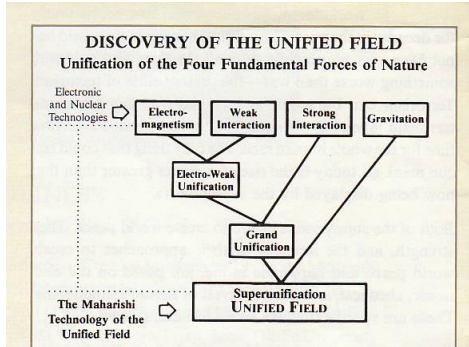 DISCOVERY OF THE UNIFIED FIELD
Unification of the Four Fundamental Forces of Nature
Electronic
and Nuclear
Technologies
Electro-
magnetism
Weak
Interaction
Strong
Interaction
Gravitation
Electro-Weak
Unification
Grand
Unification
Superunification
UNIFIED FIELD
The Maharishi
Technology of the
Unified Field